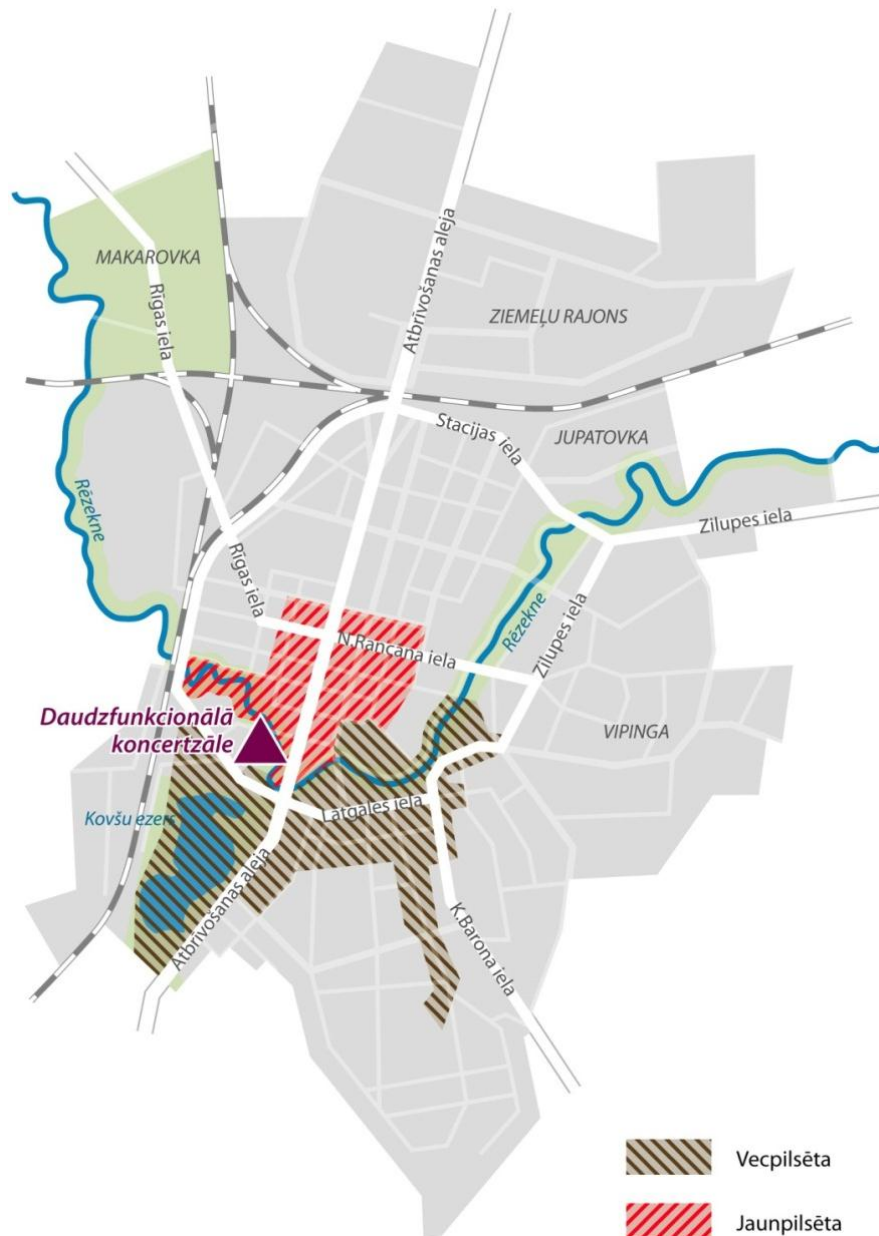 Atbrīvošanas aleja
MAKAROVKA
Rīgas iela
ZIEMEĻU RAJONS
Stacijas iela
JUPATOVKA
Rēzekne
Zilupes iela
Rīgas iela
N.Rancāna iela
Rēzekne
Zilupes iela
Daudzfunkcionālā
koncertzāle
VIPINGA
Kovšu ezers
Latgales iela
Atbrīvošanas aleja
K.Barona iela
Vecpilsēta
Jaunpilsēta